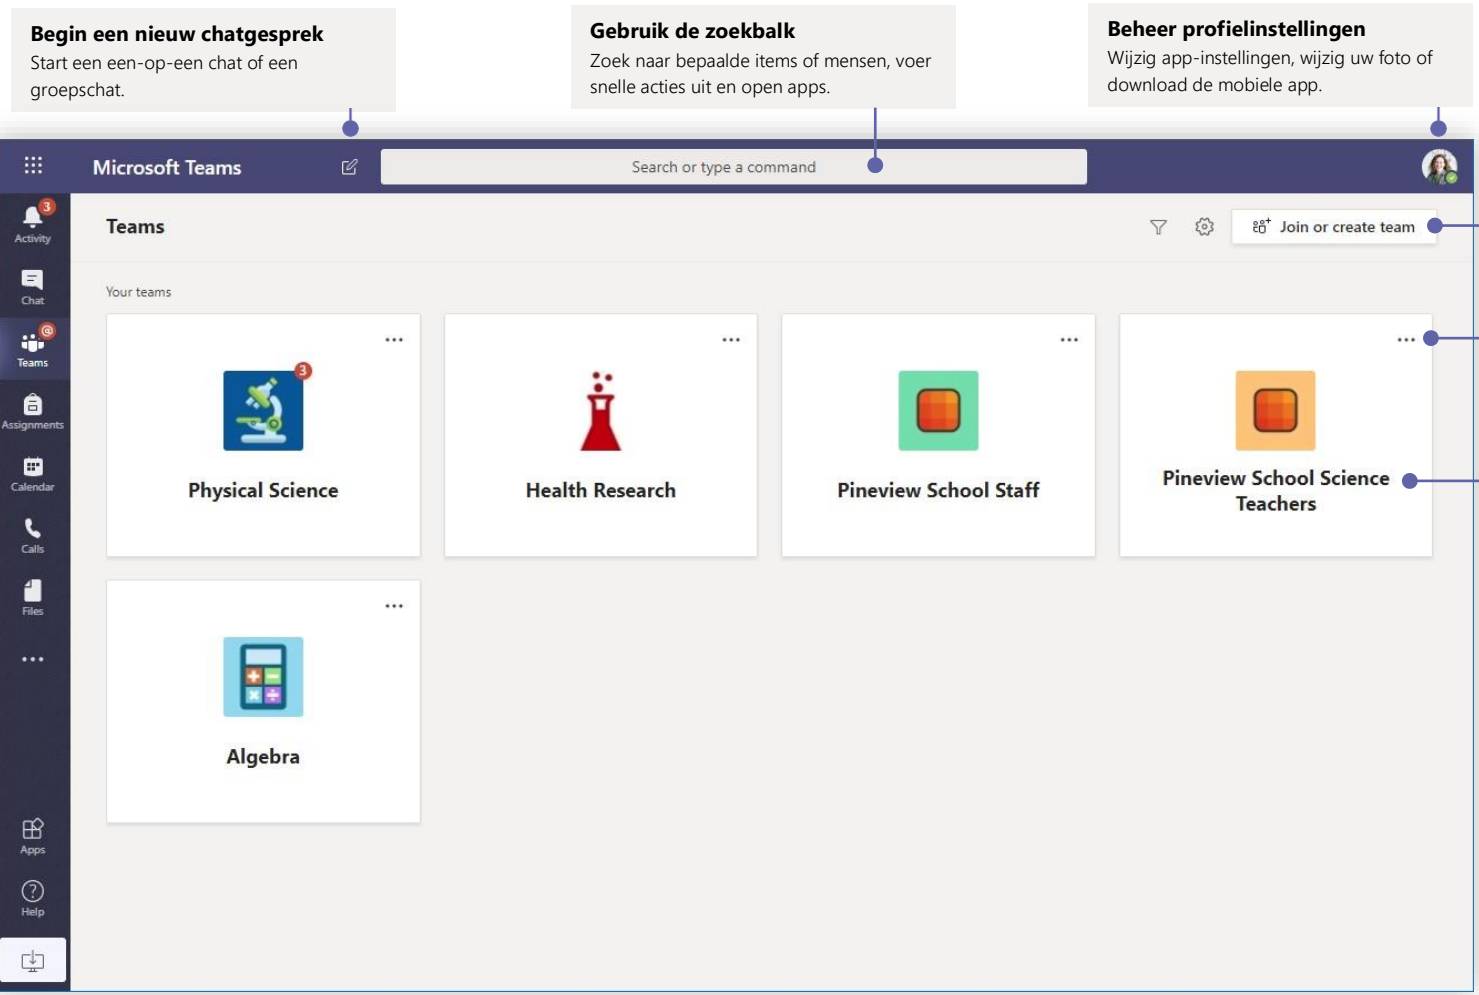 Begin een nieuw chatgesprek
Start een een-op-een chat of een
groepschat.
Gebruik de zoekbalk
Zoek naar bepaalde items of mensen, voer
snelle acties uit en open apps.
Beheer profielinstellingen
Wijzig app-instellingen, wijzig uw foto of
download de mobiele app.
Microsoft Teams
Search or type a command
3
Activity
Chat
@
Teams
Assignments
Calendar
Calls
Files
Apps
Help
Teams
Join or create team
Your teams
3
Physical Science
Health Research
Pineview School Staff
Pineview School Science
Teachers
Algebra